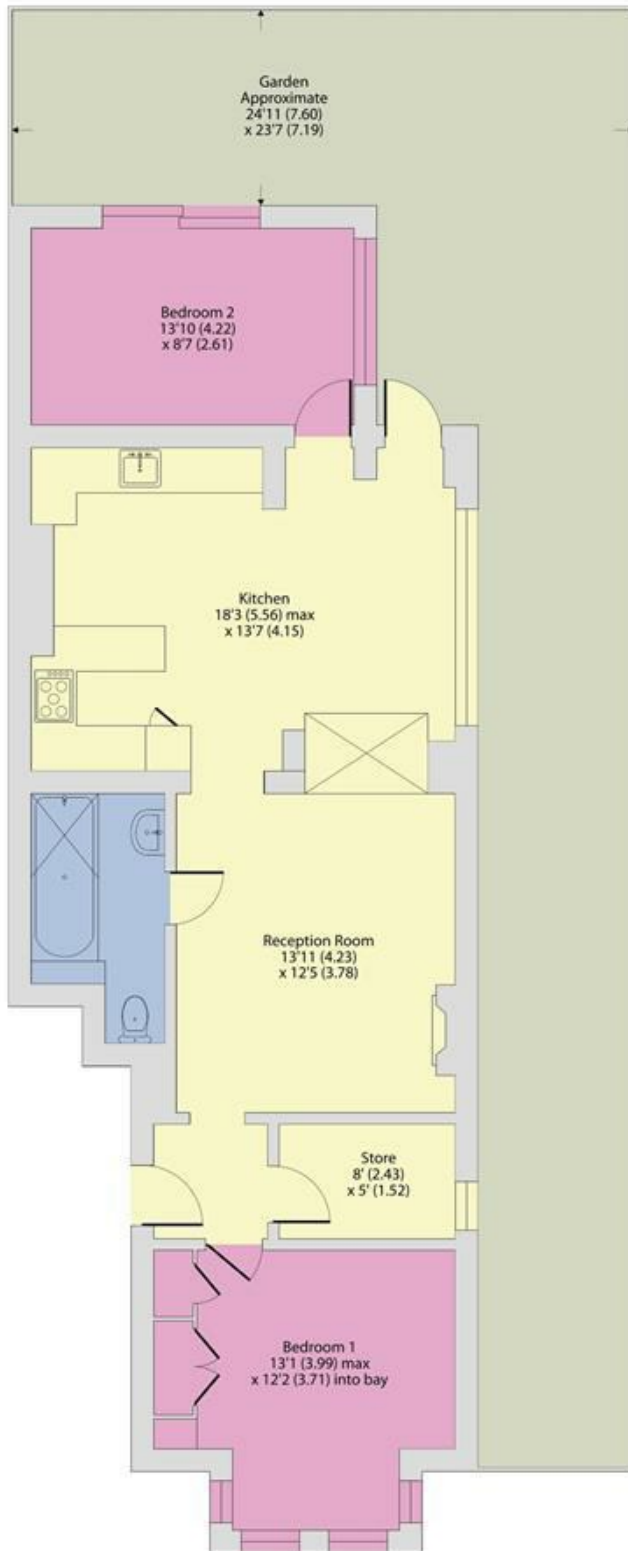 Garden
Approximate
24'11 (7.60)
x 23'7 (7.19)
Bedroom 2
13'10 (4.22)
x 8'7 (2.61)
Kitchen
18'3 (5.56) max
x 13'7 (4.15)
Reception Room
13'11 (4.23)
x 12'5 (3.78)
Store
8' (2.43)
x 5' (1.52)
Bedroom 1
13'1 (3.99) max
x 12'2 (3.71) into bay